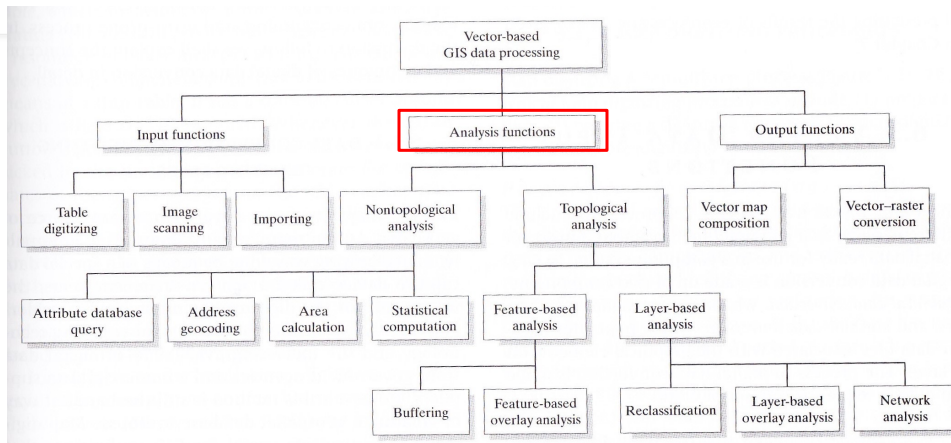 Vector-based
GIS data processing
Input functions
Analysis functions
Output functions
Table
digitizing
Image
scanning
Importing
Nontopological
analysis
Topological
analysis
Vector map
composition
Vector–raster
conversion
Attribute database
query
Address
geocoding
Area
calculation
Statistical
computation
Feature-based
analysis
Layer-based
analysis
Buffering
Feature-based
overlay analysis
Reclassification
Layer-based
overlay analysis
Network
analysis